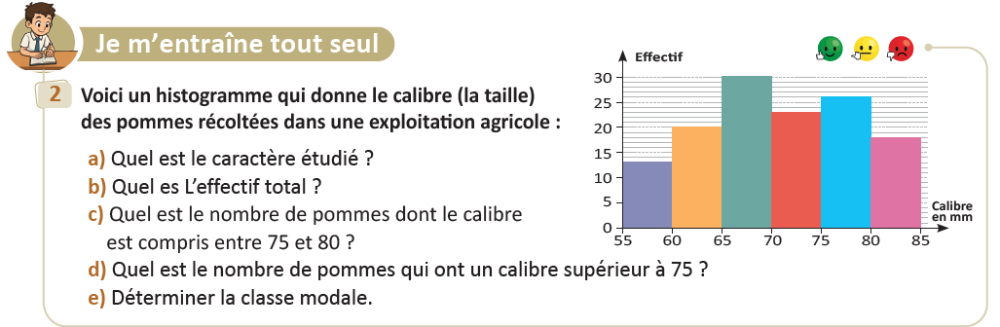 Je m’entraîne tout seul
2 Voici un histogramme qui donne le calibre (la taille)
des pommes récoltées dans une exploitation agricole :
a) Quel est le caractère étudié ?
b) Quel es L’effectif total ?
c) Quel est le nombre de pommes dont le calibre
est compris entre 75 et 80 ?
d) Quel est le nombre de pommes qui ont un calibre supérieur à 75 ?
e) Déterminer la classe modale.
Effectif
30
25
20
15
10
5
0
55 60 65 70 75 80 85
Calibre
en mm